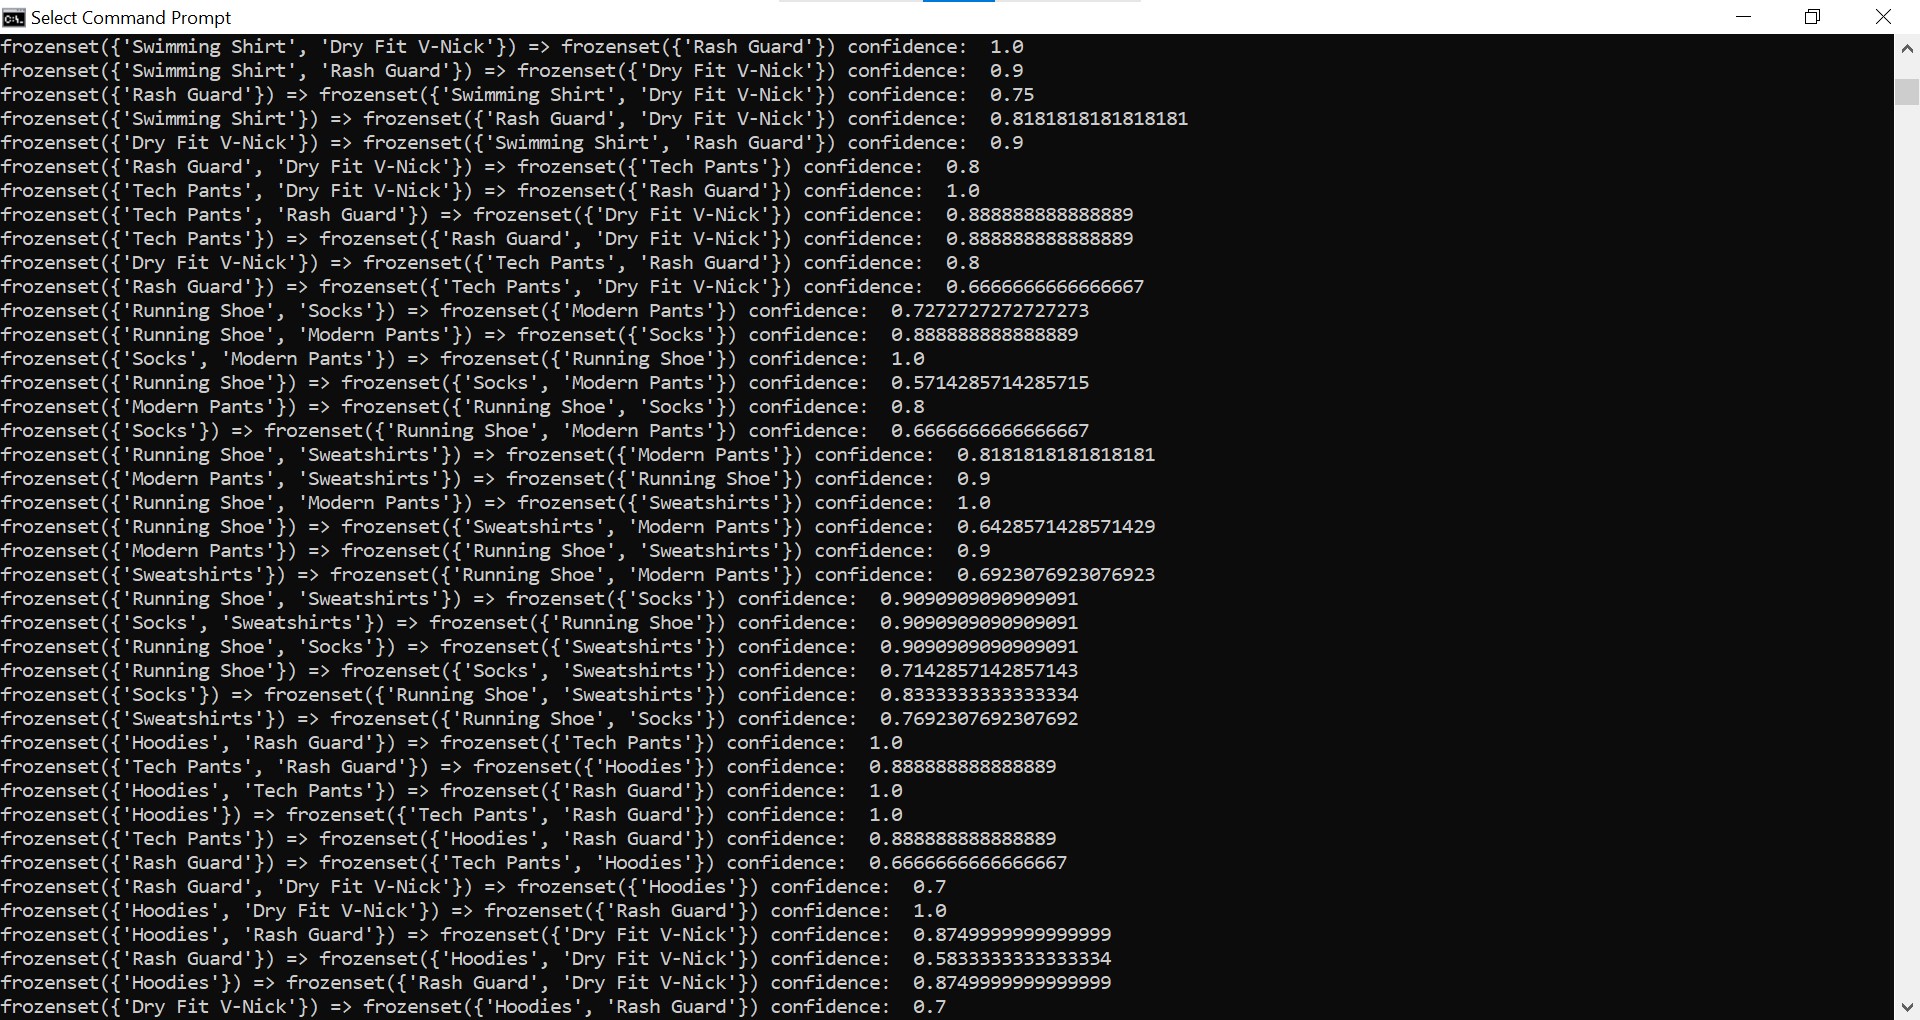 Select Command Prompt
frozenset({'Swimming Shirt', 'Dry Fit V-Nick'}) => frozenset({'Rash Guard'}) confidence:  1.0
frozenset({'Swimming Shirt', 'Rash Guard'}) => frozenset({'Dry Fit V-Nick'}) confidence:  0.9
frozenset({'Rash Guard'}) => frozenset({'Swimming Shirt', 'Dry Fit V-Nick'}) confidence:  0.75
frozenset({'Swimming Shirt'}) => frozenset({'Rash Guard', 'Dry Fit V-Nick'}) confidence:  0.8181818181818181
frozenset({'Dry Fit V-Nick'}) => frozenset({'Swimming Shirt', 'Rash Guard'}) confidence:  0.9
frozenset({'Rash Guard', 'Dry Fit V-Nick'}) => frozenset({'Tech Pants'}) confidence:  0.8
frozenset({'Tech Pants', 'Dry Fit V-Nick'}) => frozenset({'Rash Guard'}) confidence:  1.0
frozenset({'Tech Pants', 'Rash Guard'}) => frozenset({'Dry Fit V-Nick'}) confidence:  0.888888888888889
frozenset({'Tech Pants'}) => frozenset({'Rash Guard', 'Dry Fit V-Nick'}) confidence:  0.888888888888889
frozenset({'Dry Fit V-Nick'}) => frozenset({'Tech Pants', 'Rash Guard'}) confidence:  0.8
frozenset({'Rash Guard'}) => frozenset({'Tech Pants', 'Dry Fit V-Nick'}) confidence:  0.6666666666666667
frozenset({'Running Shoe', 'Socks'}) => frozenset({'Modern Pants'}) confidence:  0.7272727272727273
frozenset({'Running Shoe', 'Modern Pants'}) => frozenset({'Socks'}) confidence:  0.888888888888889
frozenset({'Socks', 'Modern Pants'}) => frozenset({'Running Shoe'}) confidence:  1.0
frozenset({'Running Shoe'}) => frozenset({'Socks', 'Modern Pants'}) confidence:  0.5714285714285715
frozenset({'Modern Pants'}) => frozenset({'Running Shoe', 'Socks'}) confidence:  0.8
frozenset({'Socks'}) => frozenset({'Running Shoe', 'Modern Pants'}) confidence:  0.6666666666666667
frozenset({'Running Shoe', 'Sweatshirts'}) => frozenset({'Modern Pants'}) confidence:  0.8181818181818181
frozenset({'Modern Pants', 'Sweatshirts'}) => frozenset({'Running Shoe'}) confidence:  0.9
frozenset({'Running Shoe', 'Modern Pants'}) => frozenset({'Sweatshirts'}) confidence:  1.0
frozenset({'Running Shoe'}) => frozenset({'Sweatshirts', 'Modern Pants'}) confidence:  0.6428571428571429
frozenset({'Modern Pants'}) => frozenset({'Running Shoe', 'Sweatshirts'}) confidence:  0.9
frozenset({'Sweatshirts'}) => frozenset({'Running Shoe', 'Modern Pants'}) confidence:  0.6923076923076923
frozenset({'Running Shoe', 'Sweatshirts'}) => frozenset({'Socks'}) confidence:  0.9090909090909091
frozenset({'Socks', 'Sweatshirts'}) => frozenset({'Running Shoe'}) confidence:  0.9090909090909091
frozenset({'Running Shoe', 'Socks'}) => frozenset({'Sweatshirts'}) confidence:  0.9090909090909091
frozenset({'Running Shoe'}) => frozenset({'Socks', 'Sweatshirts'}) confidence:  0.7142857142857143
frozenset({'Socks'}) => frozenset({'Running Shoe', 'Sweatshirts'}) confidence:  0.8333333333333334
frozenset({'Sweatshirts'}) => frozenset({'Running Shoe', 'Socks'}) confidence:  0.7692307692307692
frozenset({'Hoodies', 'Rash Guard'}) => frozenset({'Tech Pants'}) confidence:  1.0
frozenset({'Tech Pants', 'Rash Guard'}) => frozenset({'Hoodies'}) confidence:  0.888888888888889
frozenset({'Hoodies', 'Tech Pants'}) => frozenset({'Rash Guard'}) confidence:  1.0
frozenset({'Hoodies'}) => frozenset({'Tech Pants', 'Rash Guard'}) confidence:  1.0
frozenset({'Tech Pants'}) => frozenset({'Hoodies', 'Rash Guard'}) confidence:  0.888888888888889
frozenset({'Rash Guard'}) => frozenset({'Tech Pants', 'Hoodies'}) confidence:  0.6666666666666667
frozenset({'Rash Guard', 'Dry Fit V-Nick'}) => frozenset({'Hoodies'}) confidence:  0.7
frozenset({'Hoodies', 'Dry Fit V-Nick'}) => frozenset({'Rash Guard'}) confidence:  1.0
frozenset({'Hoodies', 'Rash Guard'}) => frozenset({'Dry Fit V-Nick'}) confidence:  0.8749999999999999
frozenset({'Rash Guard'}) => frozenset({'Hoodies', 'Dry Fit V-Nick'}) confidence:  0.5833333333333334
frozenset({'Hoodies'}) => frozenset({'Rash Guard', 'Dry Fit V-Nick'}) confidence:  0.8749999999999999
frozenset({'Dry Fit V-Nick'}) => frozenset({'Hoodies', 'Rash Guard'}) confidence:  0.7